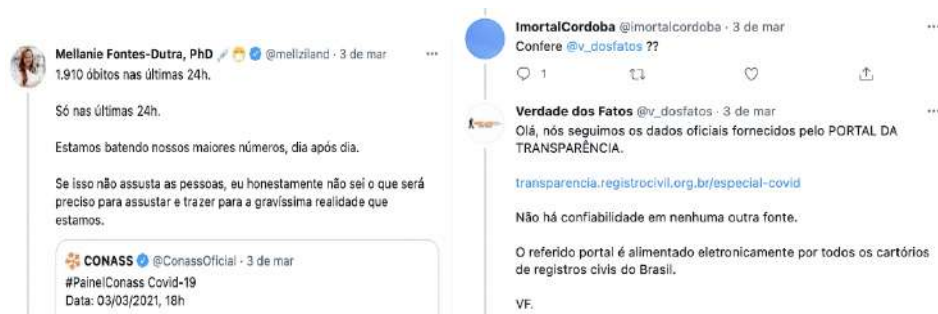 Mellanie Fontes-Dutra, PhD @mellziland · 3 de mar
1.910 óbitos nas últimas 24h.
Só nas últimas 24h.
Estamos batendo nossos maiores números, dia após dia.
Se isso não assusta as pessoas, eu honestamente não sei o que será
preciso para assustar e trazer para a gravíssima realidade que
estamos.
CONASS @ConassOficial · 3 de mar
#PainelConass Covid-19
Data: 03/03/2021, 18h
ImortalCordoba @imortalcordoba · 3 de mar
Confere @v_dosfatos ??
1
Verdade dos Fatos @v_dosfatos · 3 de mar
Olá, nós seguimos os dados oficiais fornecidos pelo PORTAL DA
TRANSPARÊNCIA.
transparencia.registrocivil.org.br/especial-covid
Não há confiabilidade em nenhuma outra fonte.
O referido portal é alimentado eletronicamente por todos os cartórios
de registros civis do Brasil.
VF.